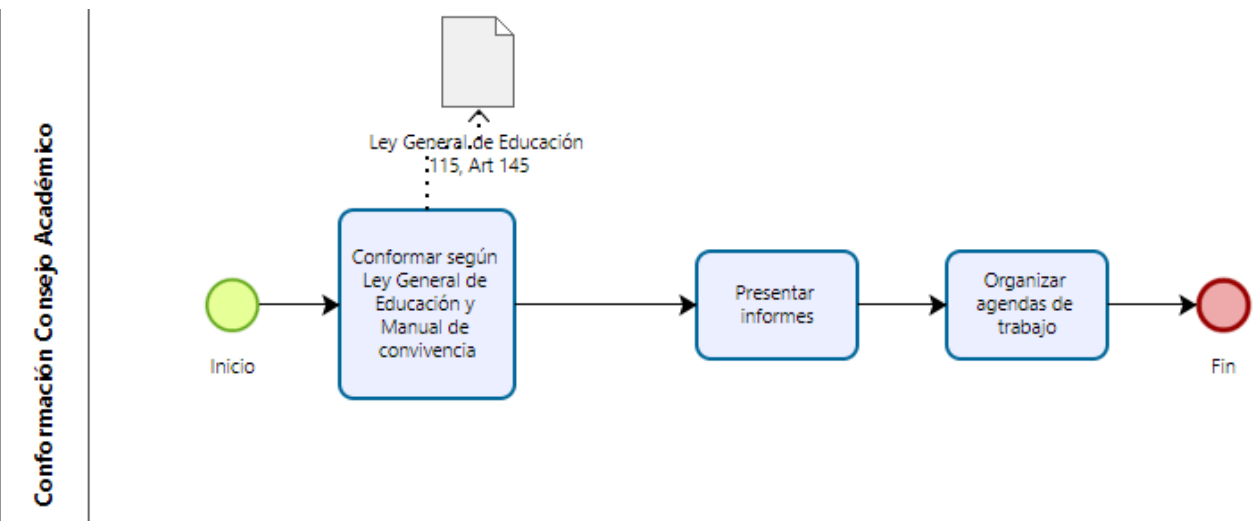 Conformación Consejo Académico
Ley General de Educación
115, Art 145
Inicio
Conformar según
Ley General de
Educación y
Manual de
convivencia
Presentar
informes
Organizar
agendas de
trabajo
Fin